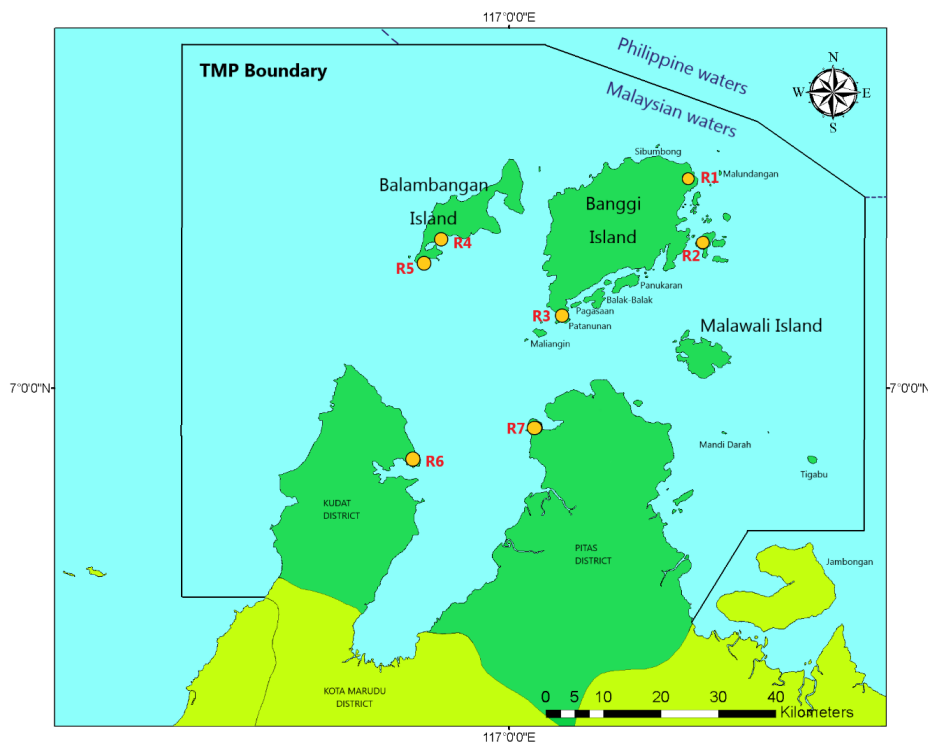 117°0'0"E
TMP Boundary
Philippine waters
Malaysian waters
N
W
E
S
Sibumbong
R1
Malundangan
Balambangan
Island
Banggi
Island
R4
R2
R5
Panukaran
Balak-Balak
Pagasaan
R3
Patanunan
Maliangin
Malawali Island
7°0'0"N
7°0'0"N
R7
Mandi Darah
R6
Tigabu
KUDAT
DISTRICT
PITAS
DISTRICT
Jambongan
KOTA MARUDU
DISTRICT
0 5 10 20 30 40
Kilometers
117°0'0"E